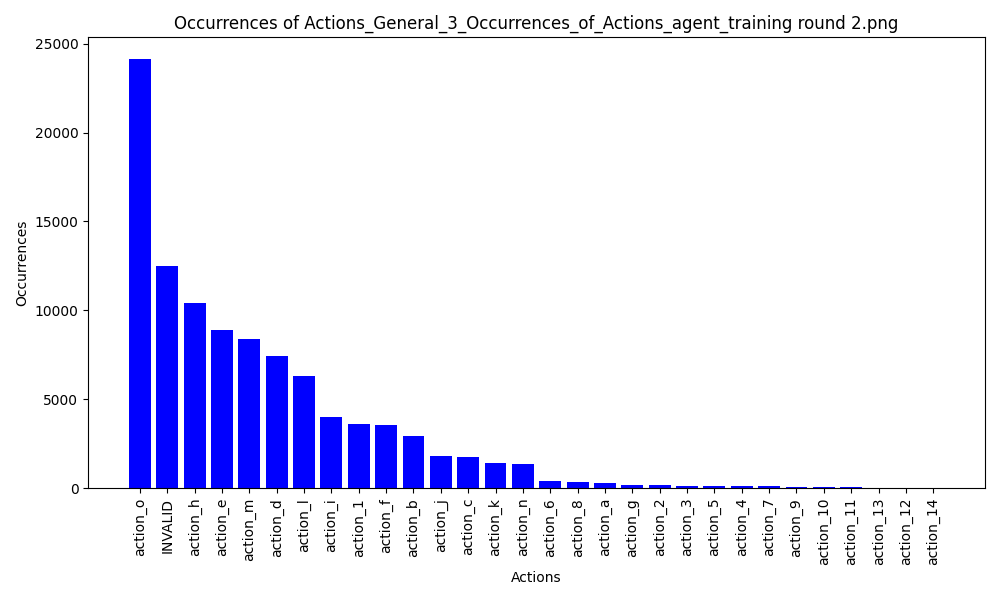 Occurrences of Actions_General_3_Occurrences_of_Actions_agent_training round 2.png
Occurrences
25000
20000
15000
10000
5000
0
action_o
INVALID
action_h
action_e
action_m
action_d
action_l
action_i
action_1
action_f
action_b
action_j
action_c
action_k
action_n
action_6
action_8
action_a
action_g
action_2
action_3
action_5
action_4
action_7
action_9
action_10
action_11
action_13
action_12
action_14
Actions